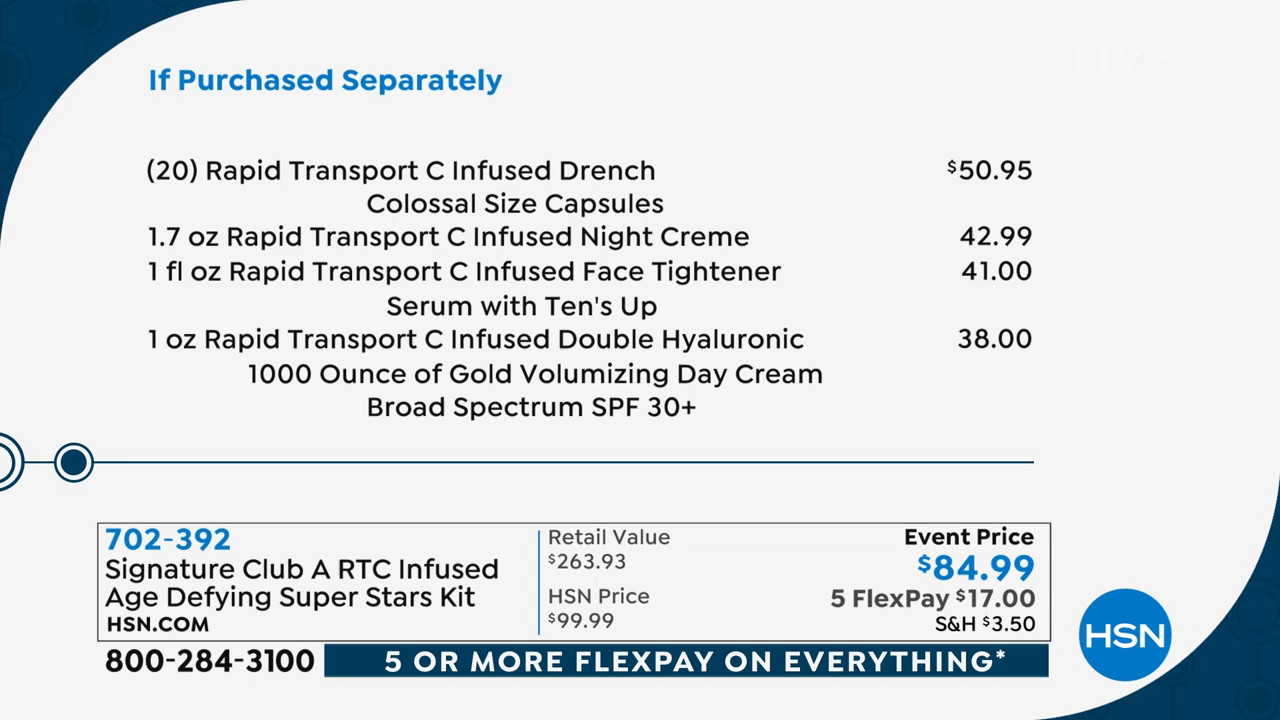 LIVE
If Purchased Separately
(20) Rapid Transport C Infused Drench $50.95
Colossal Size Capsules
1.7 oz Rapid Transport C Infused Night Creme 42.99
1 fl oz Rapid Transport C Infused Face Tightener 41.00
Serum with Ten's Up
1 oz Rapid Transport C Infused Double Hyaluronic 38.00
1000 Ounce of Gold Volumizing Day Cream
Broad Spectrum SPF 30+
702-392
Signature Club A RTC Infused
Age Defying Super Stars Kit
HSN.COM
Retail Value
$263.93
HSN Price
$99.99
Event Price
$84.99
5 FlexPay $17.00
S&H $3.50
HSN
800-284-3100
5 OR MORE FLEXPAY ON EVERYTHING*